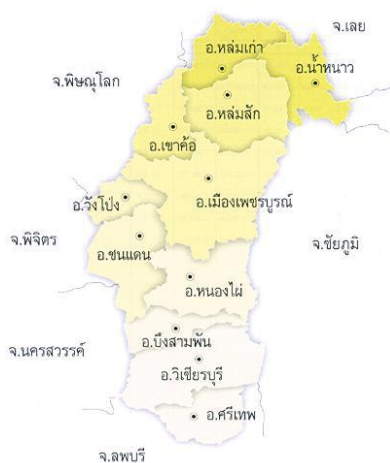 จ.เลย
อ.หล่มเก่า
อ.น้ำหนาว
จ.พิษณุโลก
อ.หล่มสัก
อ.เขาค้อ
อ.วังโป่ง
อ.เมืองเพชรบูรณ์
จ.พิจิตร
จ.ชัยภูมิ
อ.ชนแดน
อ.หนองไผ่
อ.บึงสามพัน
จ.นครสวรรค์
อ.วิเชียรบุรี
อ.ศรีเทพ
จ.ลพบุรี